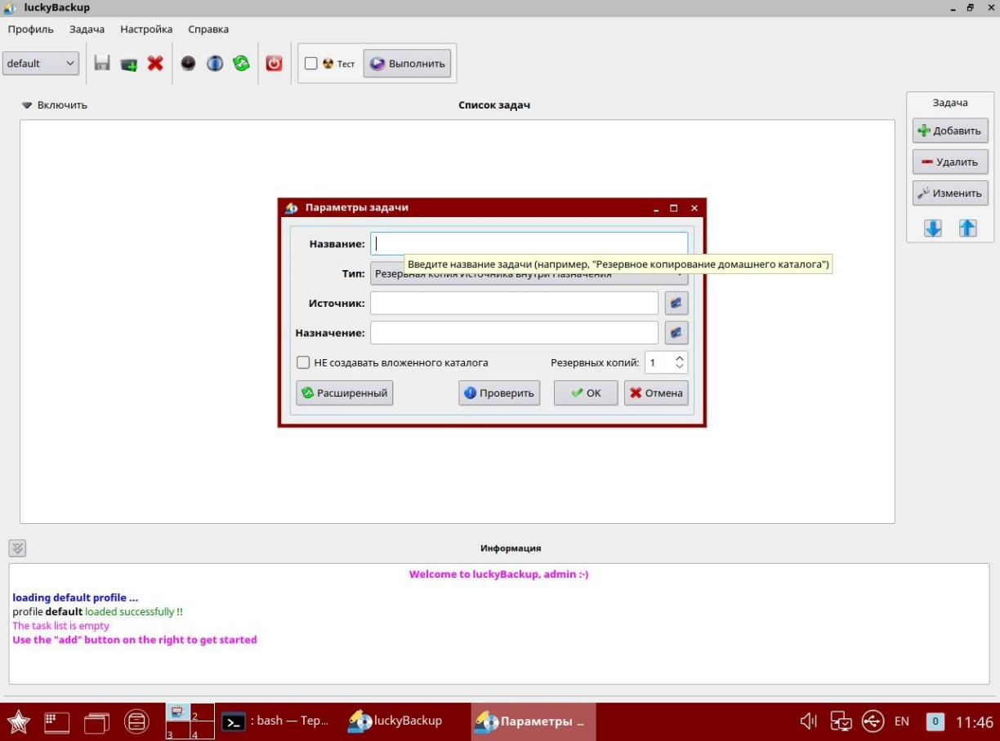 luckyBackup
Профиль Задача Настройка Справка
default Тест Выполнить
Включить Список задач
Задача
Добавить
Удалить
Изменить
Параметры задачи
Название:
Введите название задачи (например, "Резервное копирование домашнего каталога")
Тип: Резервная копия Источника внутри Назначения
Источник:
Назначение:
НЕ создавать вложенного каталога Резервных копий: 1
Расширенный Проверить OK Отмена
Информация
Welcome to luckyBackup, admin :-)
loading default profile ...
profile default loaded successfully !!
The task list is empty
Use the "add" button on the right to get started
2
3 4
: bash — Тер... luckyBackup Параметры ... EN 0 11:46